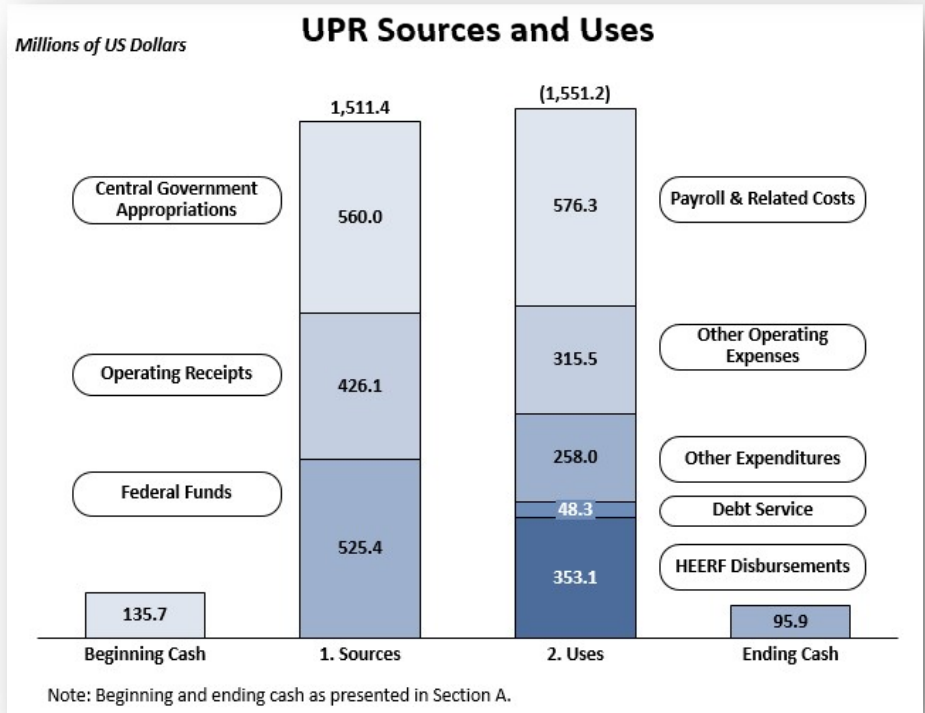 UPR Sources and Uses
Millions of US Dollars
1,511.4
(1,551.2)
Central Government
Appropriations
560.0
576.3
Payroll & Related Costs
Operating Receipts
426.1
315.5
Other Operating
Expenses
258.0
Other Expenditures
Federal Funds
48.3
Debt Service
525.4
353.1
HEERF Disbursements
135.7
95.9
Beginning Cash
1. Sources
2. Uses
Ending Cash
Note: Beginning and ending cash as presented in Section A.